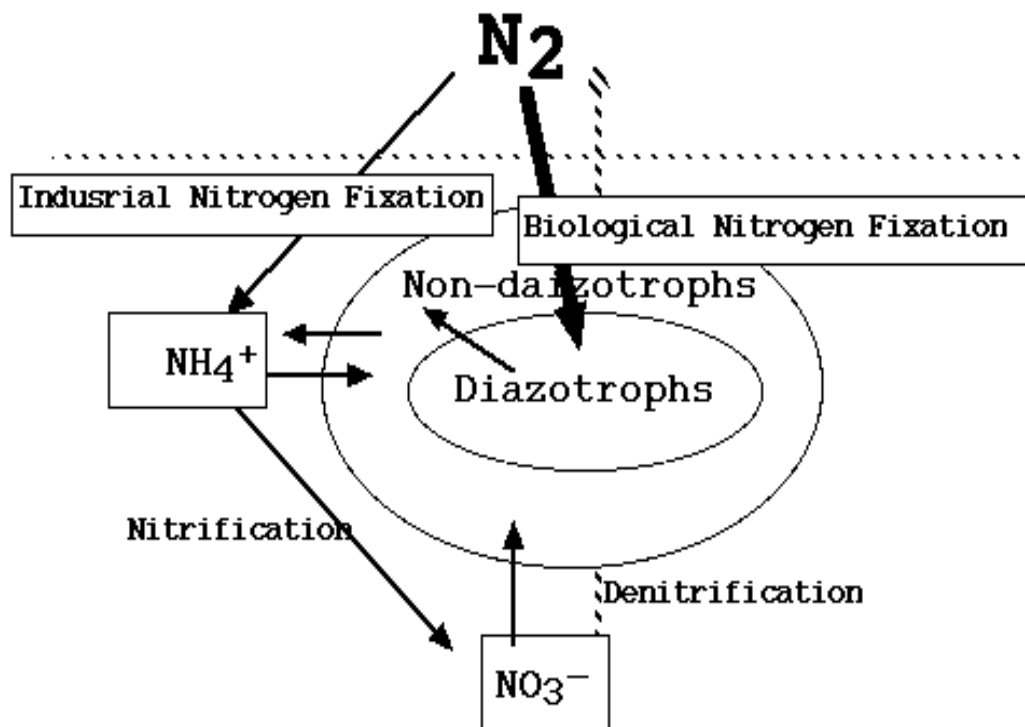 N2
Indusrial Nitrogen Fixation
Biological Nitrogen Fixation
Non-daizotrophs
NH4+
Diazotrophs
Nitrification
Denitrification
NO3−